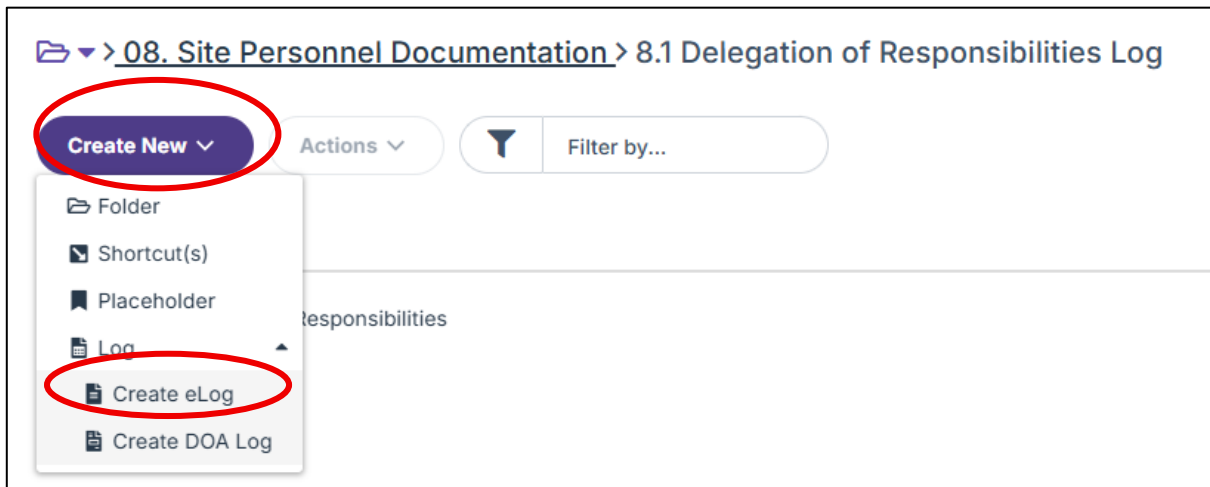 > 08. Site Personnel Documentation > 8.1 Delegation of Responsibilities Log
Create New Actions Filter by...
Folder
Shortcut(s)
Placeholder
Responsibilities
Log
Create eLog
Create DOA Log